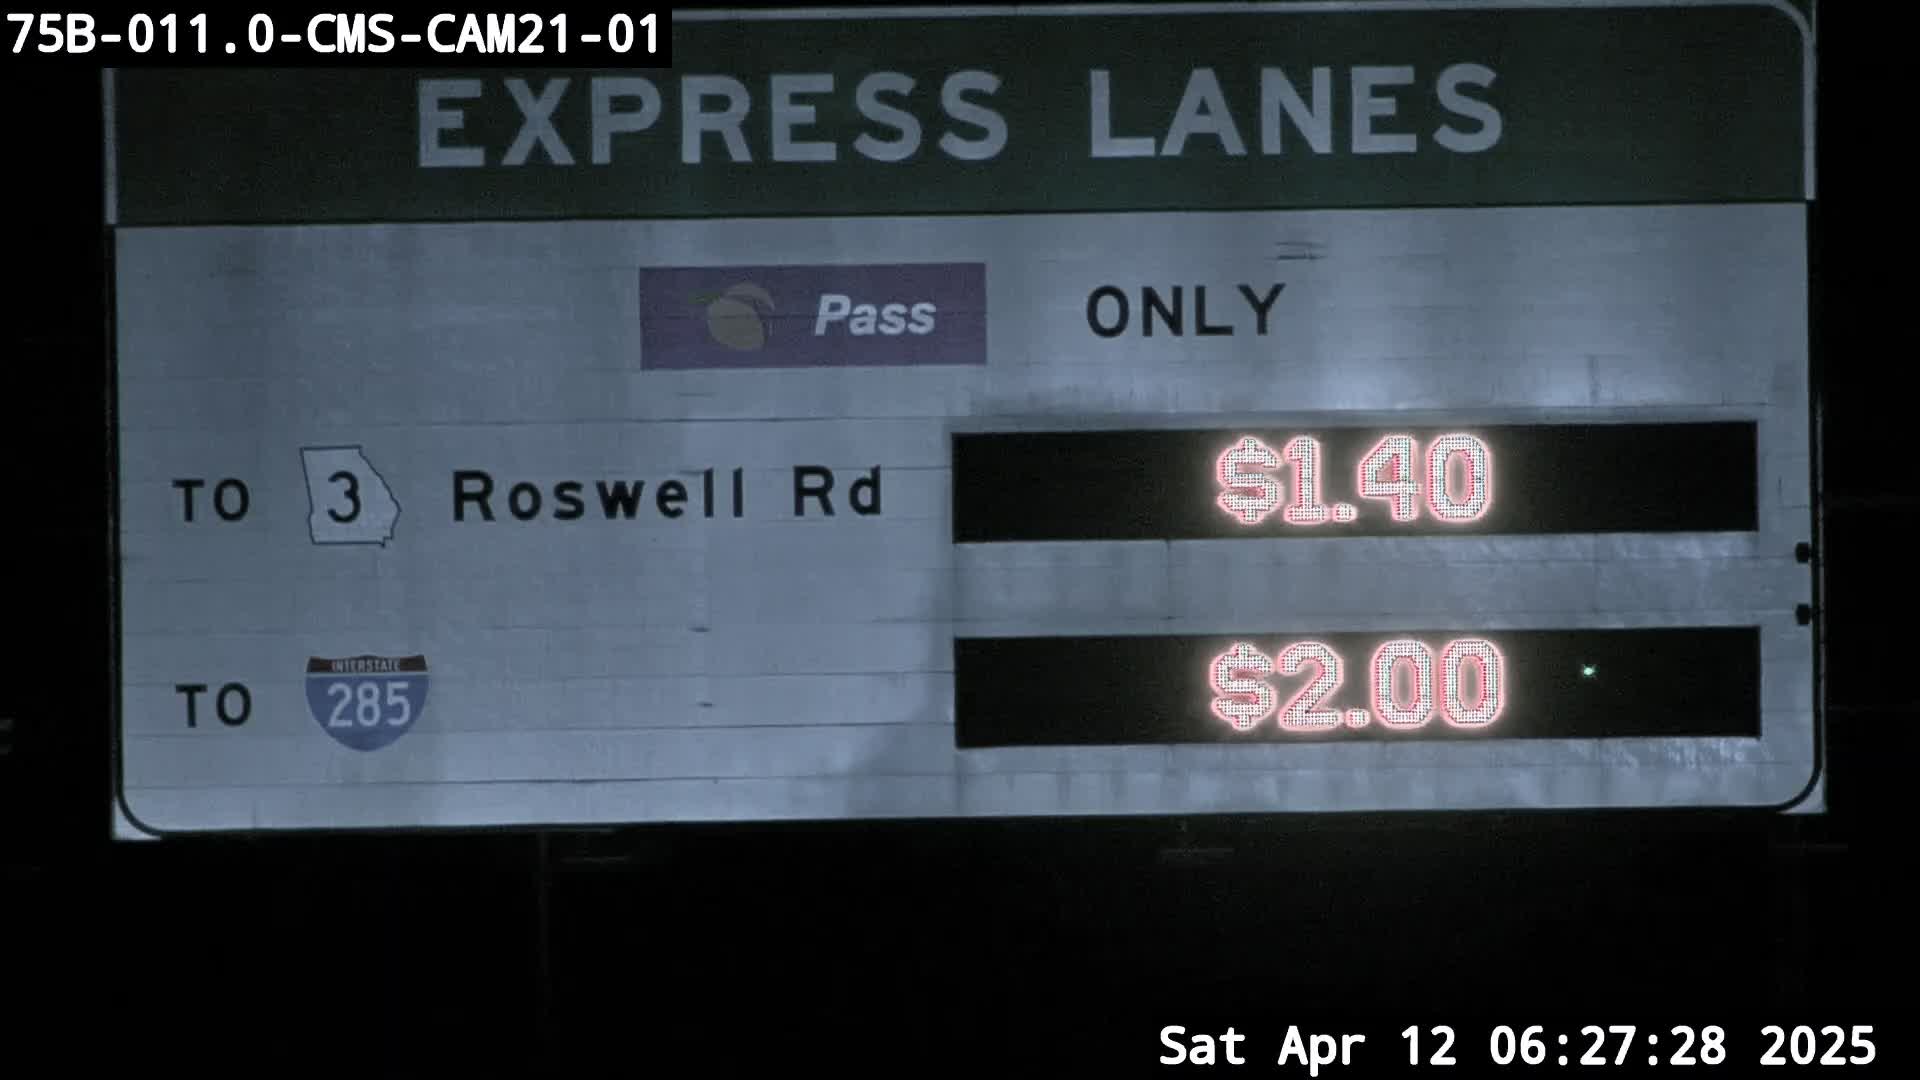 75B-011.0-CMS-CAM21-01
EXPRESS LANES
Pass ONLY
TO 3 Roswell Rd $1.40
INTERSTATE
TO 285 $2.00
Sat Apr 12 06:27:28 2025